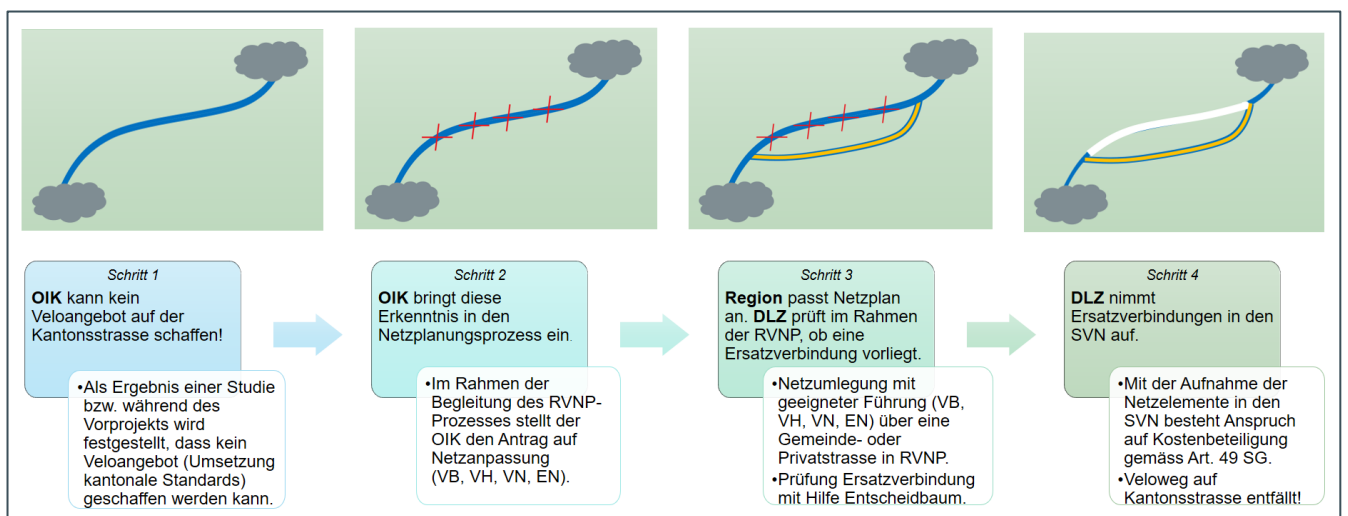 Schritt 1
OIK kann kein
Veloangebot auf der
Kantonsstrasse schaffen!
•Als Ergebnis einer Studie
bzw. während des
Vorprojekts wird
festgestellt, dass kein
Veloangebot (Umsetzung
kantonale Standards)
geschaffen werden kann.
Schritt 2
OIK bringt diese
Erkenntnis in den
Netzplanungsprozess ein.
•Im Rahmen der
Begleitung des RVNP-
Prozesses stellt der
OIK den Antrag auf
Netzanpassung
(VB, VH, VN, EN).
Schritt 3
Region passt Netzplan
an. DLZ prüft im Rahmen
der RVNP, ob eine
Ersatzverbindung vorliegt.
•Netzumlegung mit
geeigneter Führung (VB,
VH, VN, EN) über eine
Gemeinde- oder
Privatstrasse in RVNP.
•Prüfung Ersatzverbindung
mit Hilfe Entscheidbaum.
Schritt 4
DLZ nimmt
Ersatzverbindungen in den
SVN auf.
•Mit der Aufnahme der
Netzelemente in den
SVN besteht Anspruch
auf Kostenbeteiligung
gemäss Art. 49 SG.
•Veloweg auf
Kantonsstrasse entfällt!